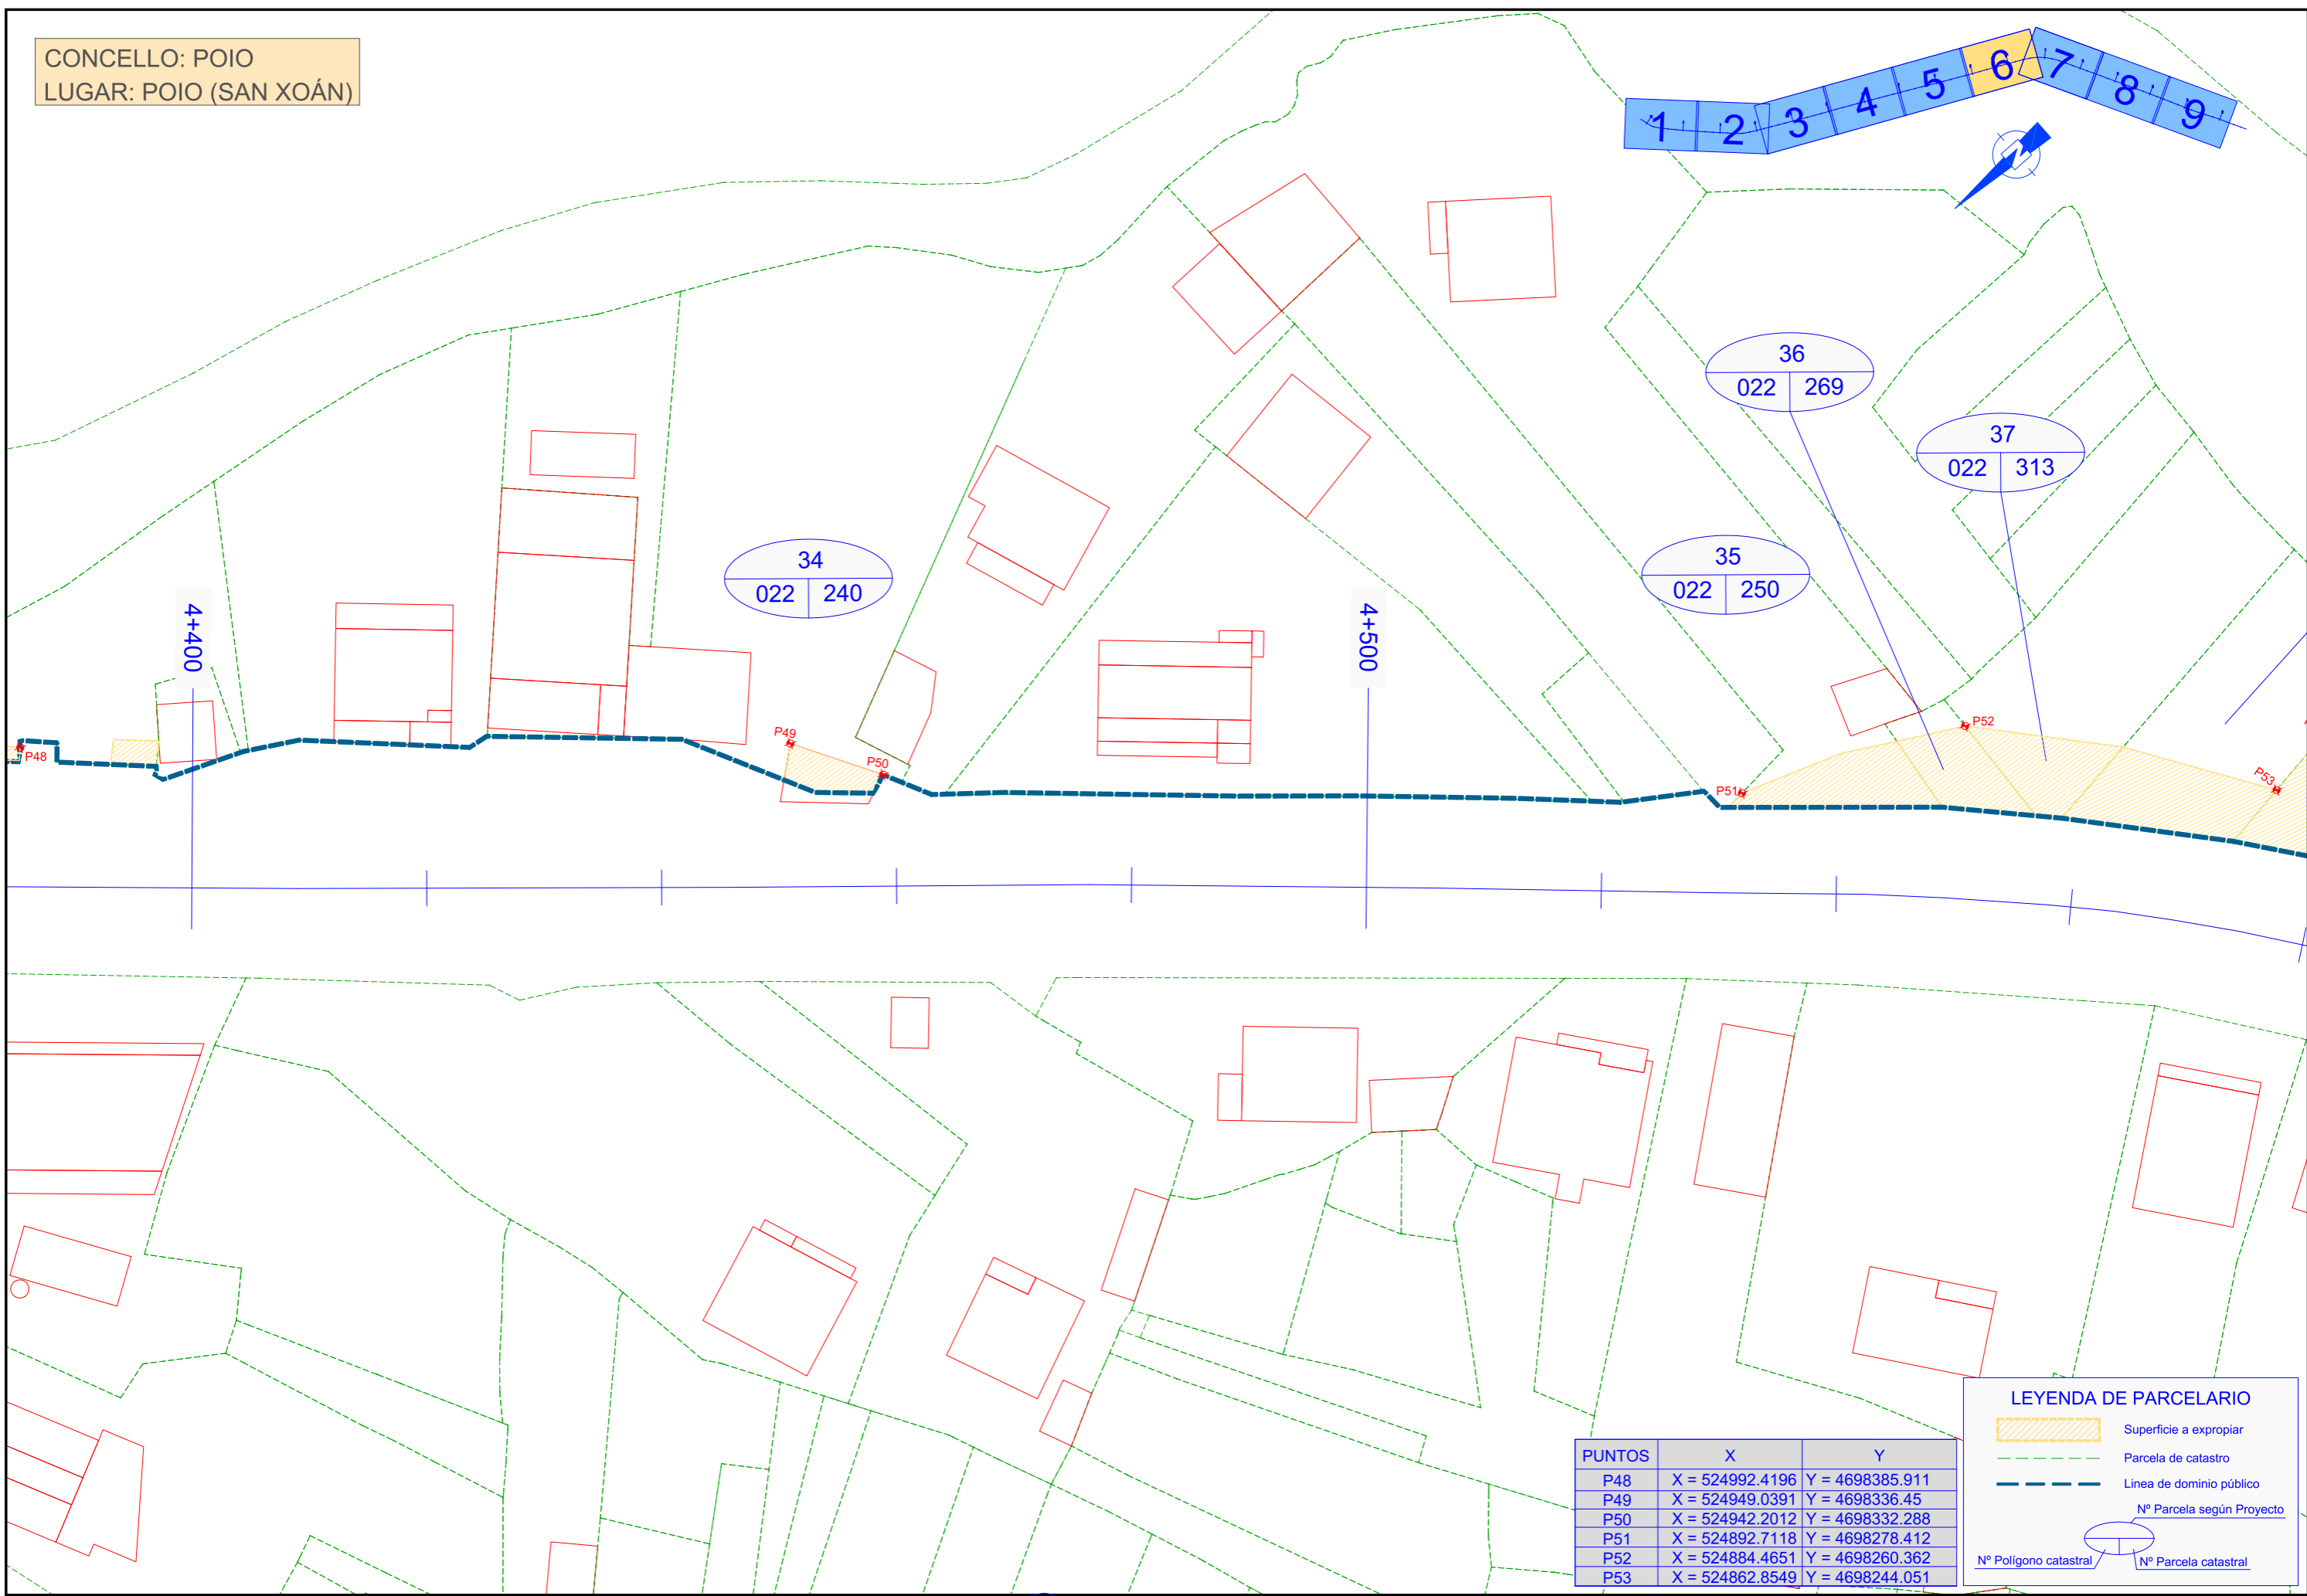 CONCELLO: POIO
LUGAR: POIO (SAN XOÁN)
1 2 3 4 5 6 7 8 9
N
36
022 269
37
022 313
34
022 240
35
022 250
4+400
4+500
P48
P49
P50
P51
P52
P53
PUNTOS X Y
P48 X = 524992.4196 Y = 4698385.911
P49 X = 524949.0391 Y = 4698336.45
P50 X = 524942.2012 Y = 4698332.288
P51 X = 524892.7118 Y = 4698278.412
P52 X = 524884.4651 Y = 4698260.362
P53 X = 524862.8549 Y = 4698244.051
LEYENDA DE PARCELARIO
Superficie a expropiar
Parcela de catastro
Linea de dominio público
Nº Parcela según Proyecto
Nº Polígono catastral
Nº Parcela catastral